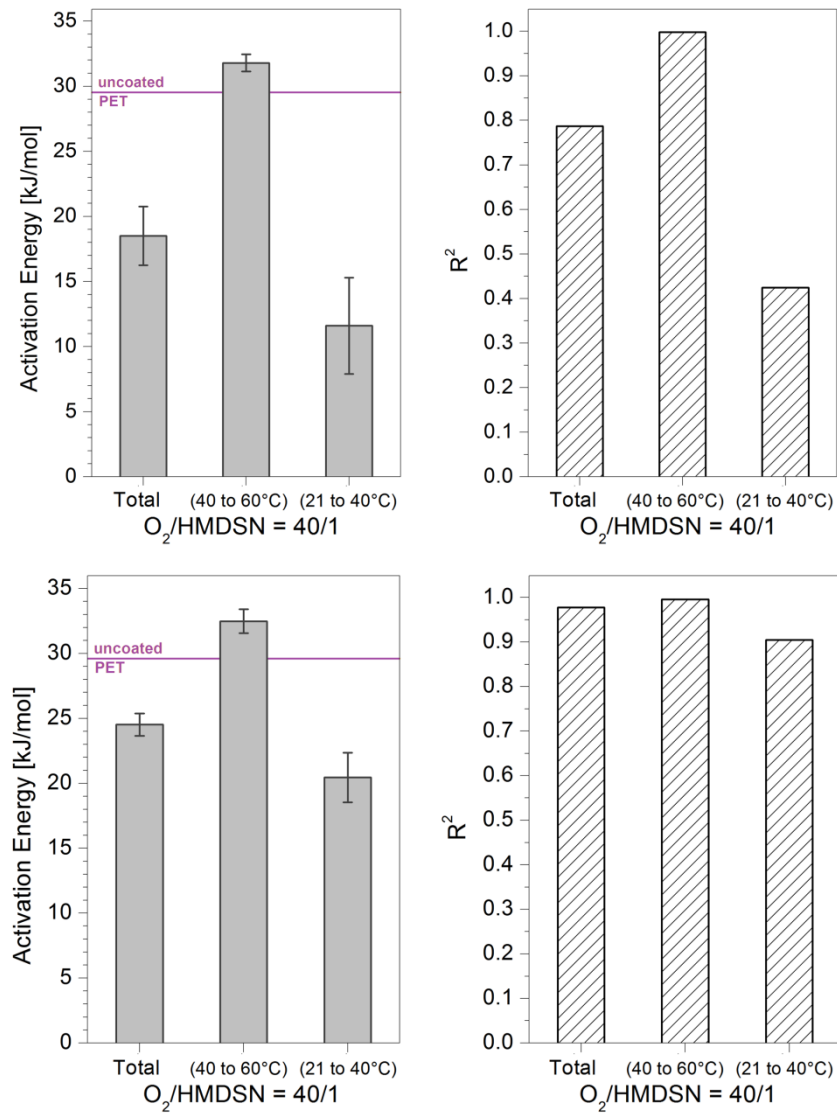 Activation Energy [kJ/mol]
35
30
25
20
15
10
5
0
uncoated
PET
Total
(40 to 60°C)
(21 to 40°C)
O₂/HMDSN = 40/1
R²
1.0
0.9
0.8
0.7
0.6
0.5
0.4
0.3
0.2
0.1
0.0
Total
(40 to 60°C)
(21 to 40°C)
O₂/HMDSN = 40/1
Activation Energy [kJ/mol]
35
30
25
20
15
10
5
0
uncoated
PET
Total
(40 to 60°C)
(21 to 40°C)
O₂/HMDSN = 40/1
R²
1.0
0.9
0.8
0.7
0.6
0.5
0.4
0.3
0.2
0.1
0.0
Total
(40 to 60°C)
(21 to 40°C)
O₂/HMDSN = 40/1